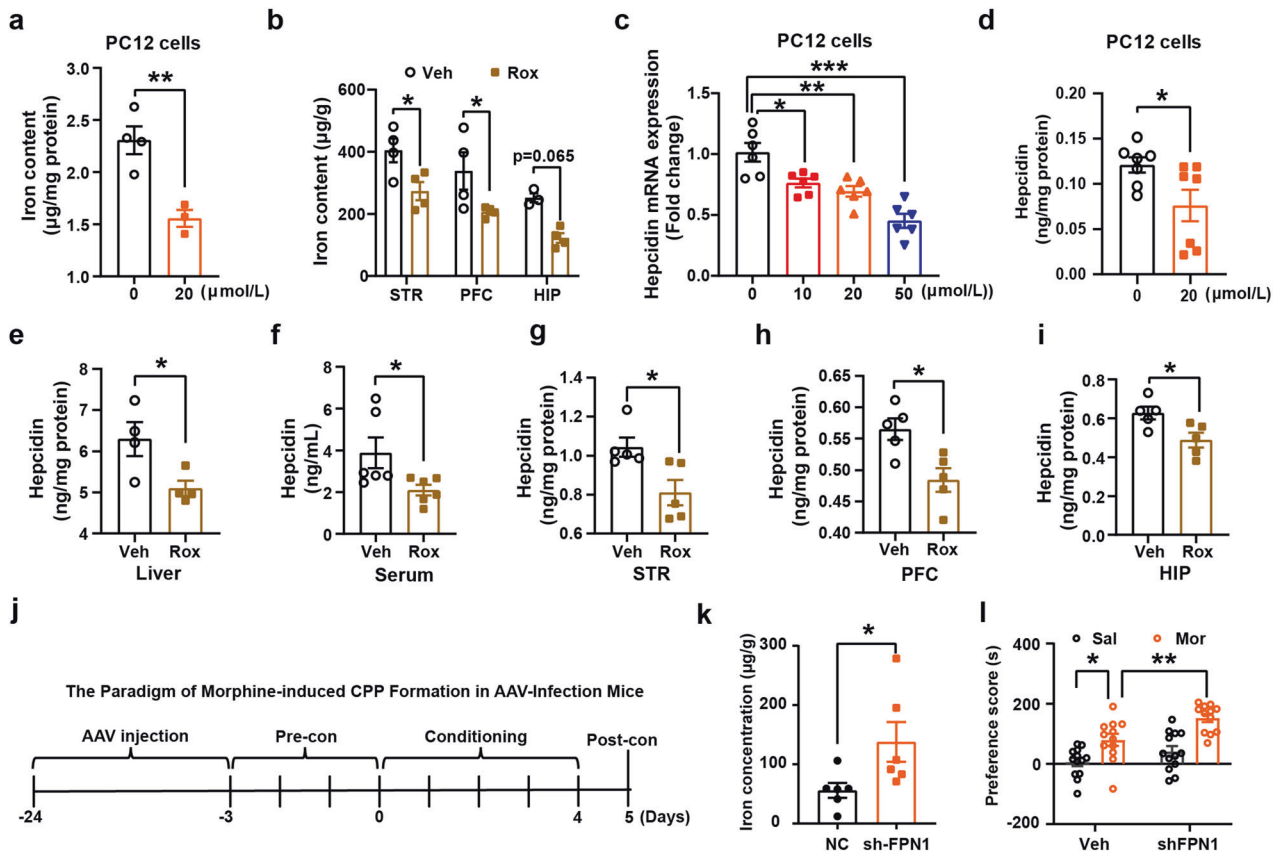 a
PC12 cells
**
Iron content
(µg/mg protein)
3.0
2.5
2.0
1.5
1.0
0 20 (µmol/L)
b
Veh Rox
* * p=0.065
Iron content (µg/g)
600
400
200
0
STR PFC HIP
c
PC12 cells
***
**
*
Hepcidin mRNA expression
(Fold change)
1.5
1.0
0.5
0.0
0 10 20 50 (µmol/L))
d
PC12 cells
*
Hepcidin
(ng/mg protein)
0.20
0.15
0.10
0.05
0.00
0 20 (µmol/L)
e
*
Hepcidin
(ng/mg protein)
8
7
6
5
4
Veh Rox
Liver
f
*
Hepcidin
(ng/mL)
8
6
4
2
0
Veh Rox
Serum
g
*
Hepcidin
(ng/mg protein)
1.4
1.2
1.0
0.8
0.6
Veh Rox
STR
h
*
Hepcidin
(ng/mg protein)
0.65
0.60
0.55
0.50
0.45
0.40
Veh Rox
PFC
i
*
Hepcidin
(ng/mg protein)
0.8
0.6
0.4
0.2
0.0
Veh Rox
HIP
j
The Paradigm of Morphine-induced CPP Formation in AAV-Infection Mice
AAV injection Pre-con Conditioning Post-con
-24 -3 0 4 5 (Days)
k
*
Iron concentration (µg/g)
300
200
100
0
NC sh-FPN1
l
Sal Mor
* **
Preference score (s)
400
200
0
-200
Veh shFPN1